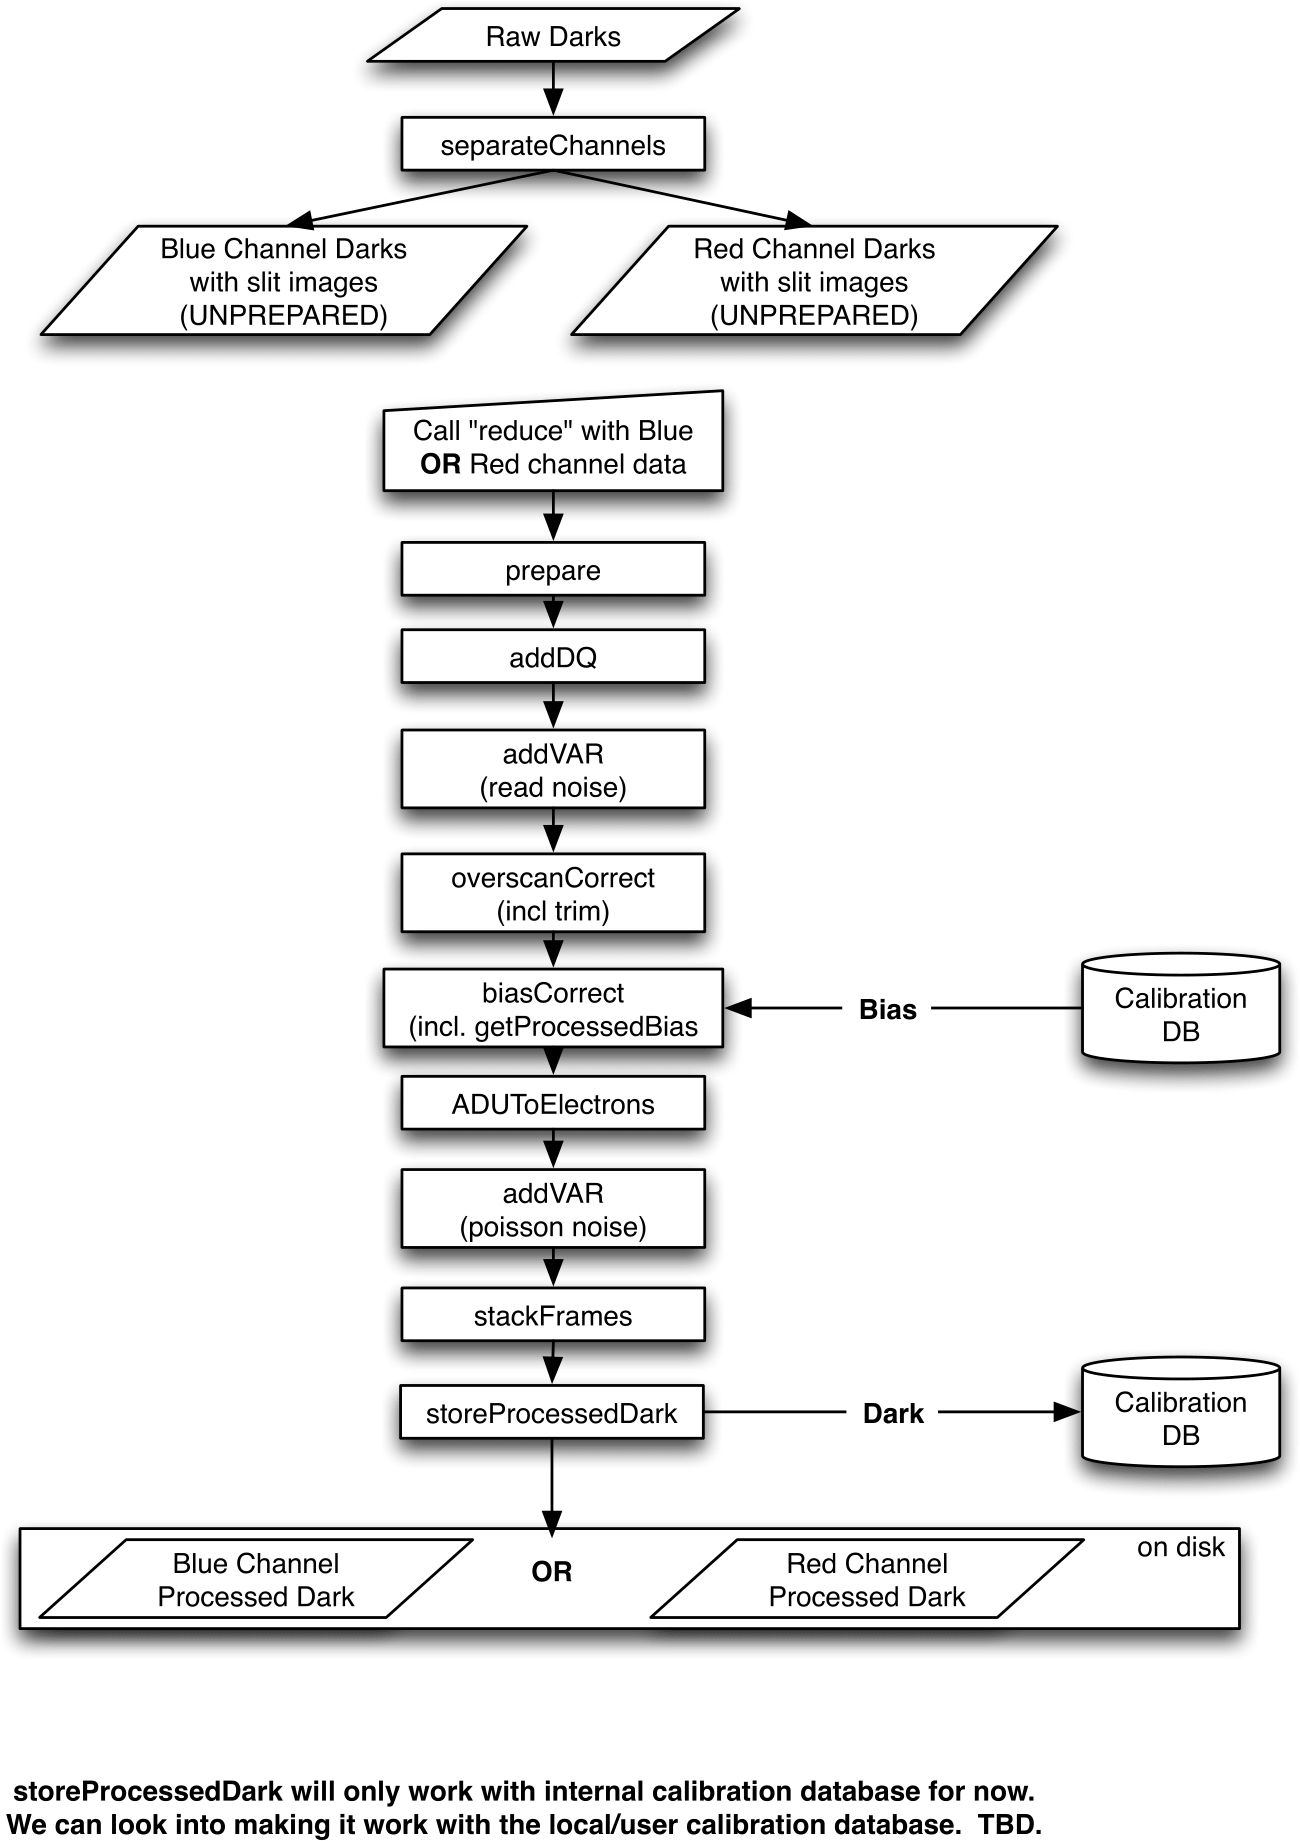 Raw Darks
separateChannels
Blue Channel Darks
with slit images
(UNPREPARED)
Red Channel Darks
with slit images
(UNPREPARED)
Call "reduce" with Blue
OR Red channel data
prepare
addDQ
addVAR
(read noise)
overscanCorrect
(incl trim)
biasCorrect
(incl. getProcessedBias
Bias
Calibration
DB
ADUToElectrons
addVAR
(poisson noise)
stackFrames
storeProcessedDark
Dark
Calibration
DB
on disk
Blue Channel
Processed Dark
OR
Red Channel
Processed Dark
storeProcessedDark will only work with internal calibration database for now.
We can look into making it work with the local/user calibration database.  TBD.